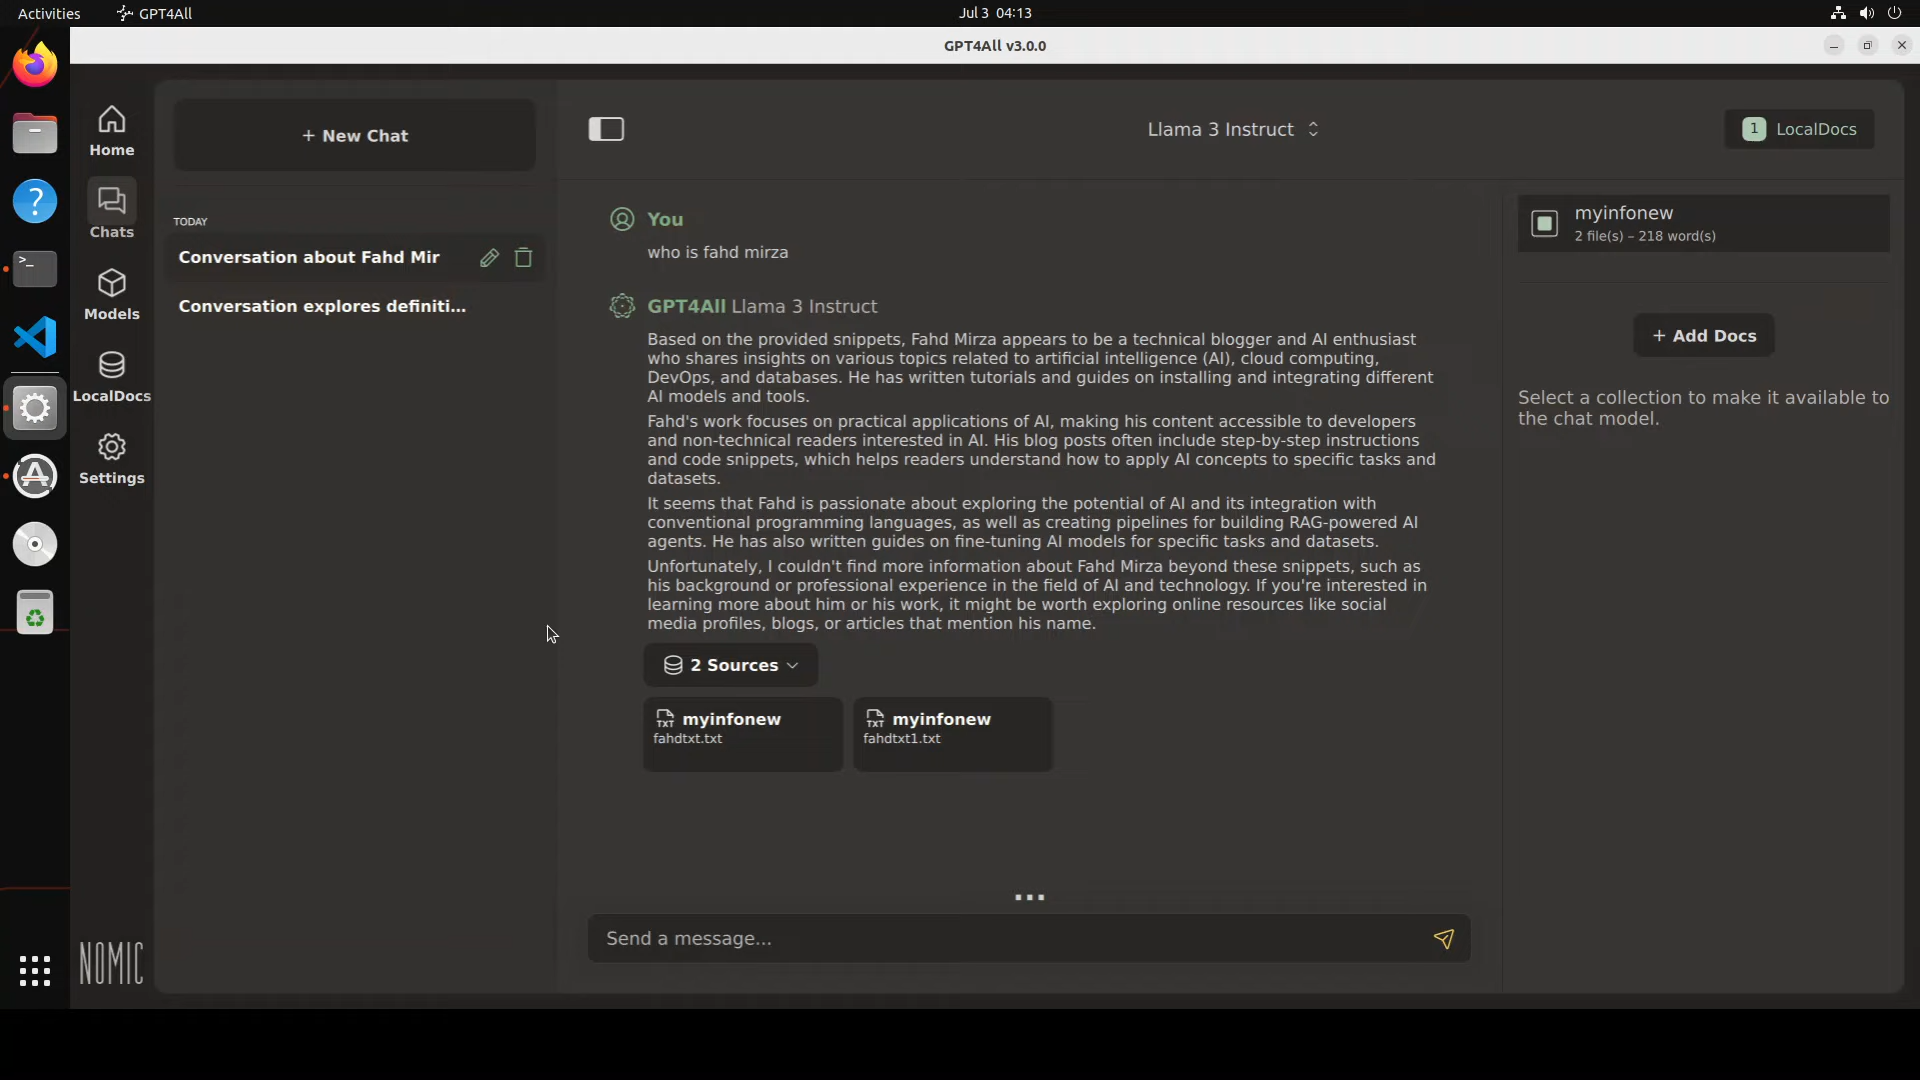 Activities
GPT4All
Jul 3 04:13
GPT4All v3.0.0
Home
Chats
Models
LocalDocs
Settings
NOMIC
+ New Chat
TODAY
Conversation about Fahd Mir
Conversation explores definiti...
Llama 3 Instruct
1 LocalDocs
You
who is fahd mirza
GPT4All Llama 3 Instruct
Based on the provided snippets, Fahd Mirza appears to be a technical blogger and AI enthusiast
who shares insights on various topics related to artificial intelligence (AI), cloud computing,
DevOps, and databases. He has written tutorials and guides on installing and integrating different
AI models and tools.
Fahd's work focuses on practical applications of AI, making his content accessible to developers
and non-technical readers interested in AI. His blog posts often include step-by-step instructions
and code snippets, which helps readers understand how to apply AI concepts to specific tasks and
datasets.
It seems that Fahd is passionate about exploring the potential of AI and its integration with
conventional programming languages, as well as creating pipelines for building RAG-powered AI
agents. He has also written guides on fine-tuning AI models for specific tasks and datasets.
Unfortunately, I couldn't find more information about Fahd Mirza beyond these snippets, such as
his background or professional experience in the field of AI and technology. If you're interested in
learning more about him or his work, it might be worth exploring online resources like social
media profiles, blogs, or articles that mention his name.
2 Sources
TXT myinfonew
fahdtxt.txt
TXT myinfonew
fahdtxt1.txt
Send a message...
myinfonew
2 file(s) – 218 word(s)
+ Add Docs
Select a collection to make it available to
the chat model.